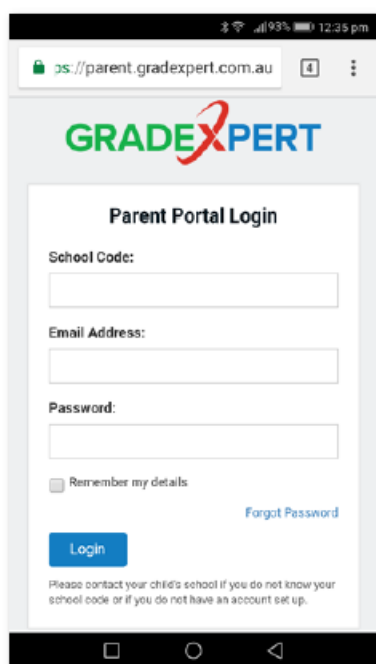 93% 12:35 pm
ps://parent.gradexpert.com.au 4
GRADEXPERT
Parent Portal Login
School Code:
Email Address:
Password:
Remember my details
Forgot Password
Login
Please contact your child's school if you do not know your
school code or if you do not have an account set up.